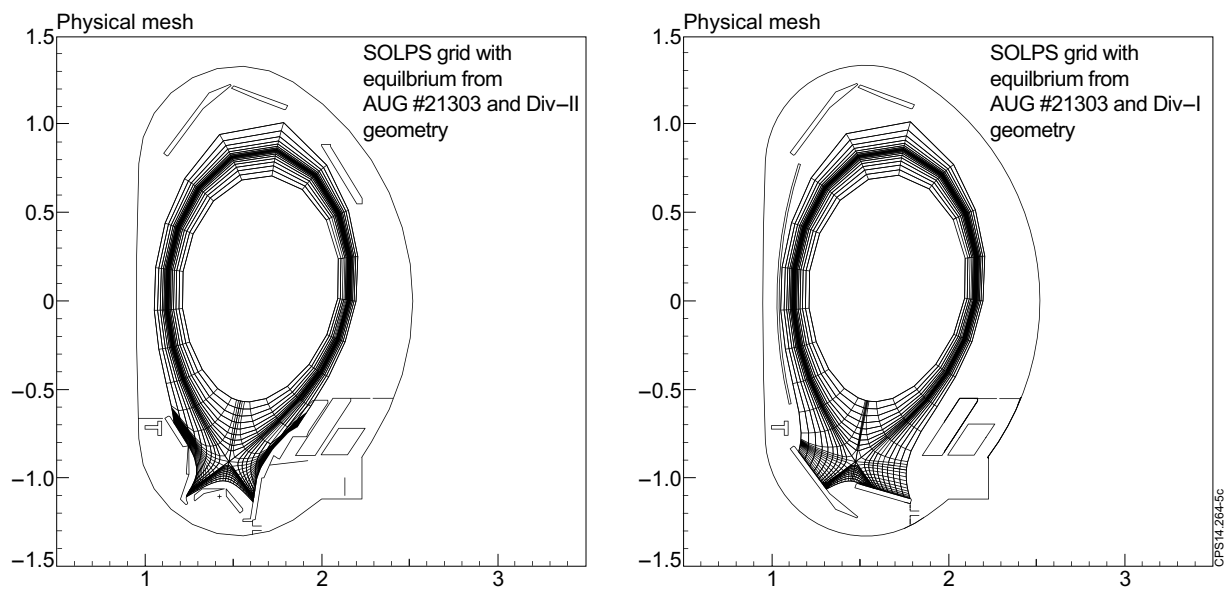 Physical mesh
SOLPS grid with
equilbrium from
AUG #21303 and Div–II
geometry
1.5
1.0
0.5
0
–0.5
–1.0
–1.5
1
2
3
Physical mesh
SOLPS grid with
equilbrium from
AUG #21303 and Div–I
geometry
1.5
1.0
0.5
0
–0.5
–1.0
–1.5
1
2
3
CPS14.264-5c